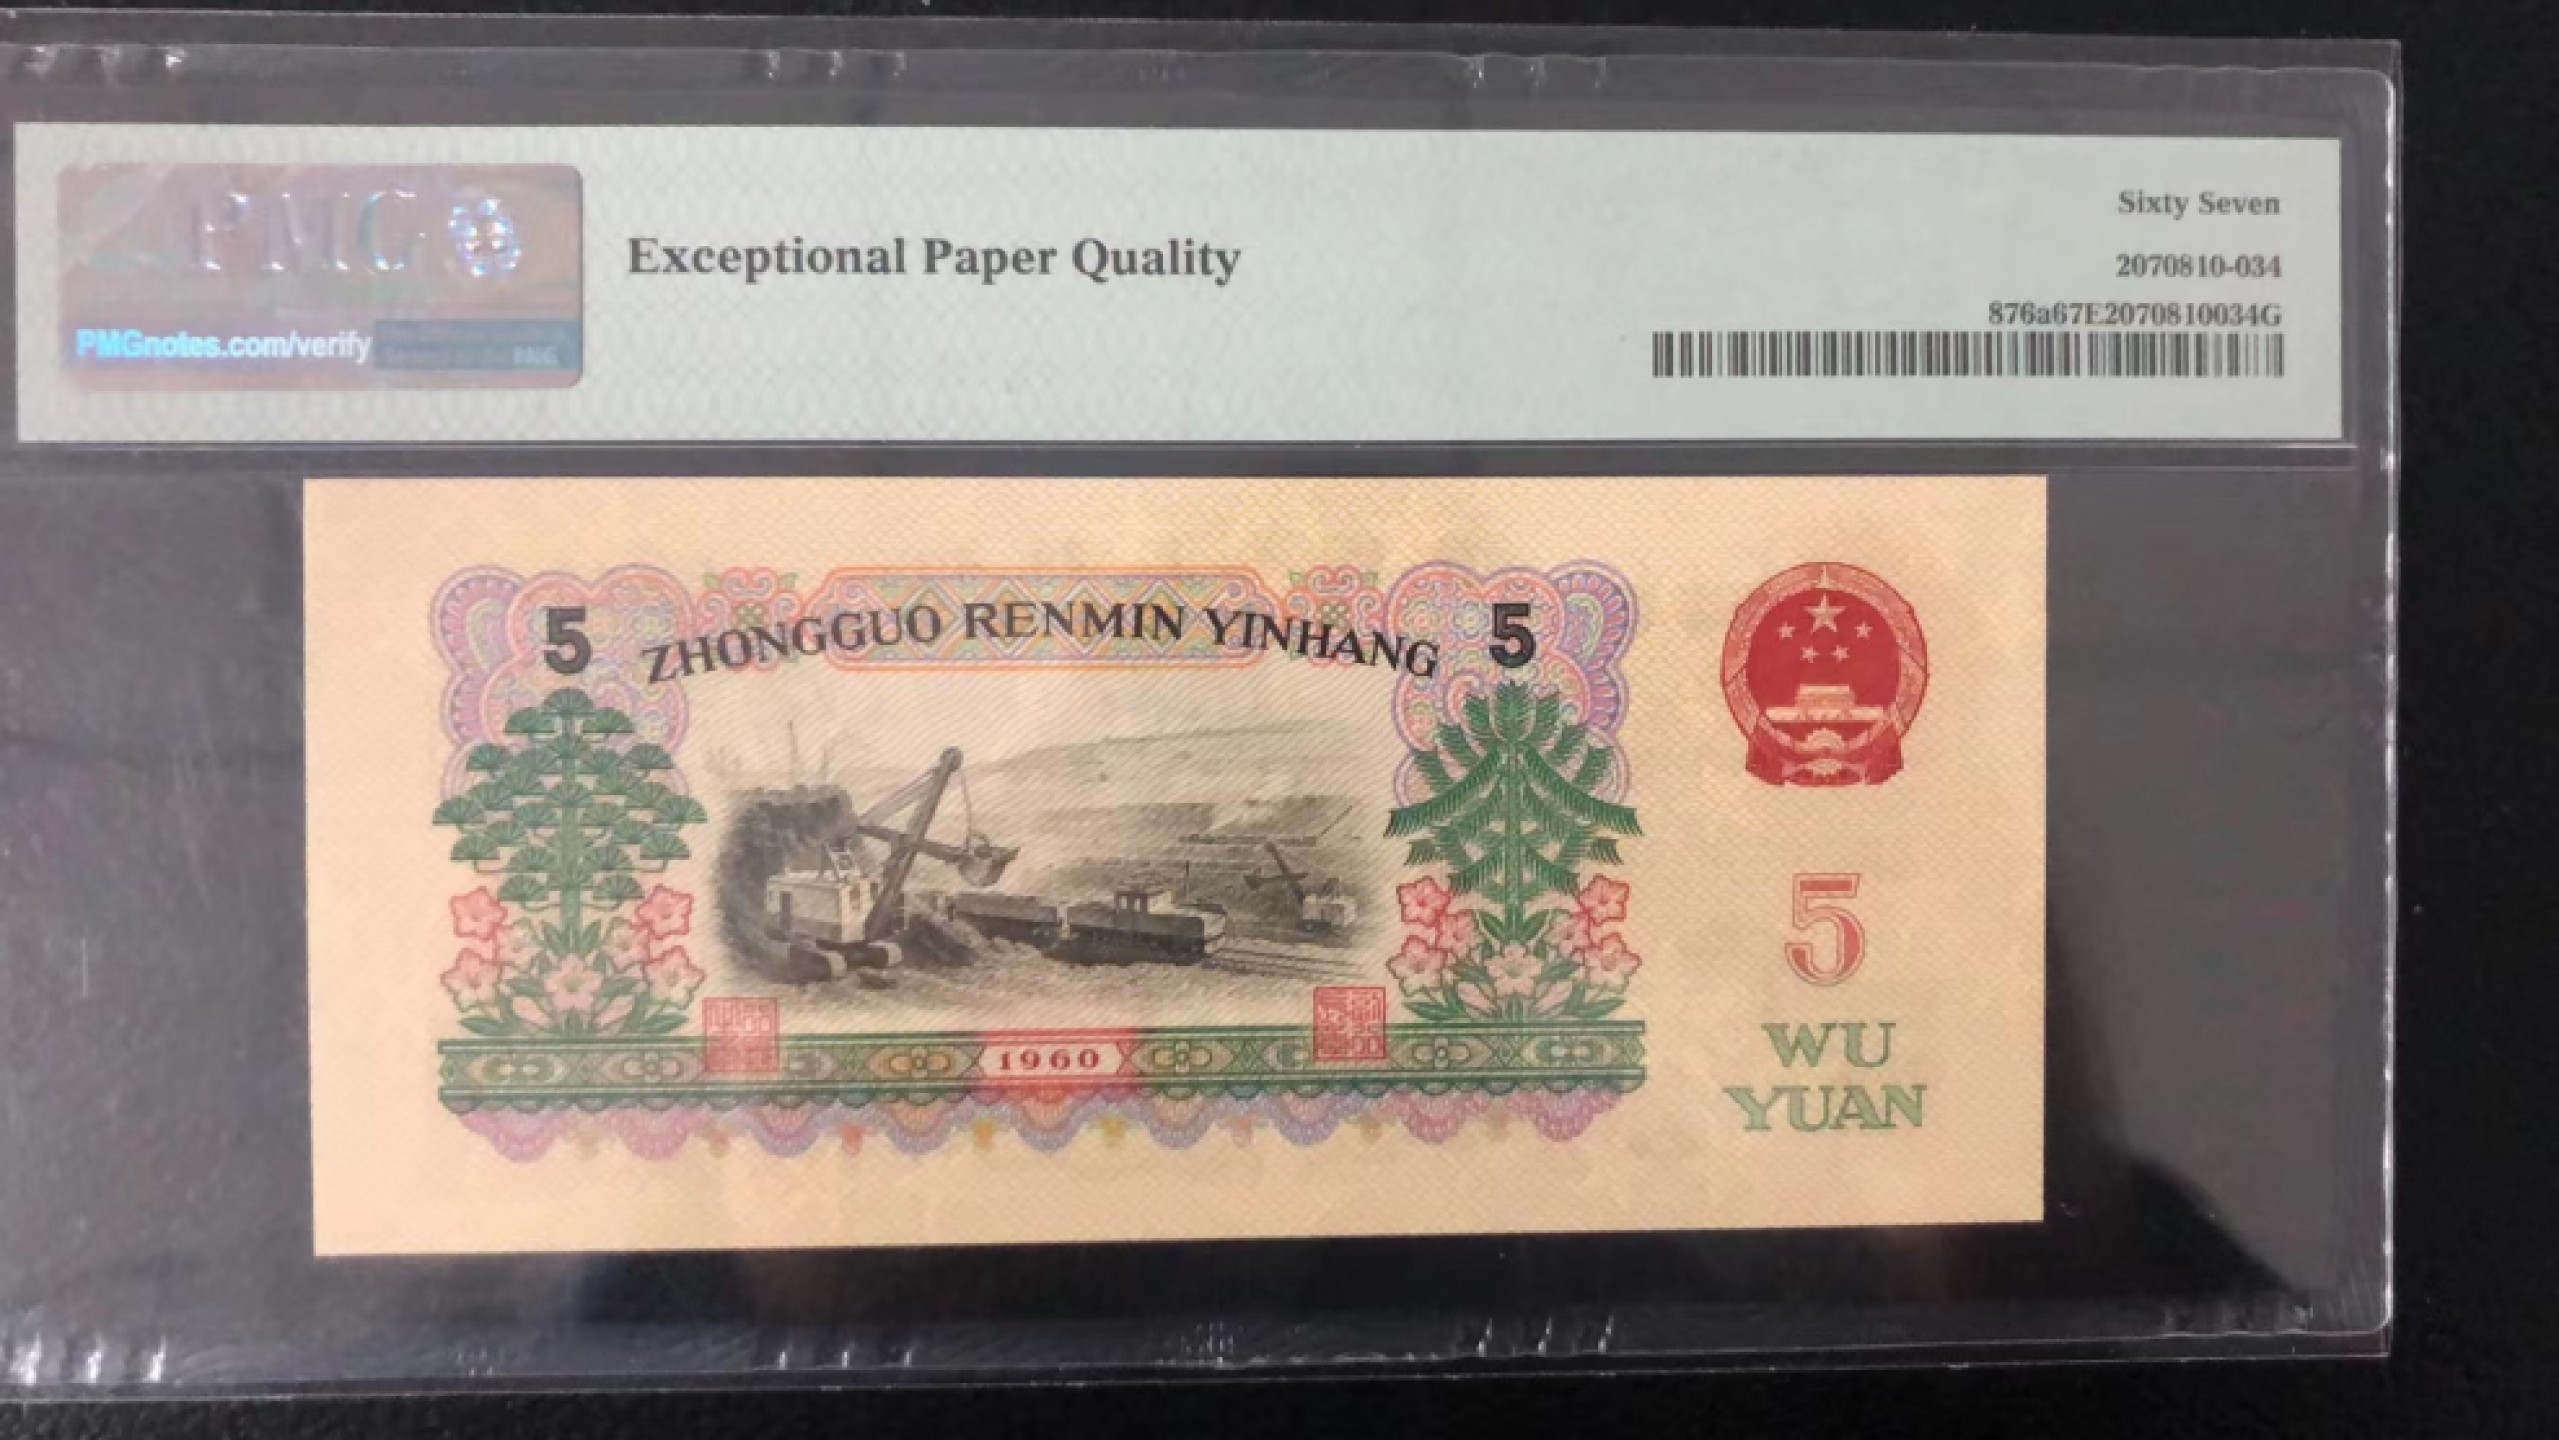 PMG
PMGnotes.com/verify
Exceptional Paper Quality
Sixty Seven
2070810-034
876a67E2070810034G
5 ZHONGGUO RENMIN YINHANG 5
1960
5
WU
YUAN